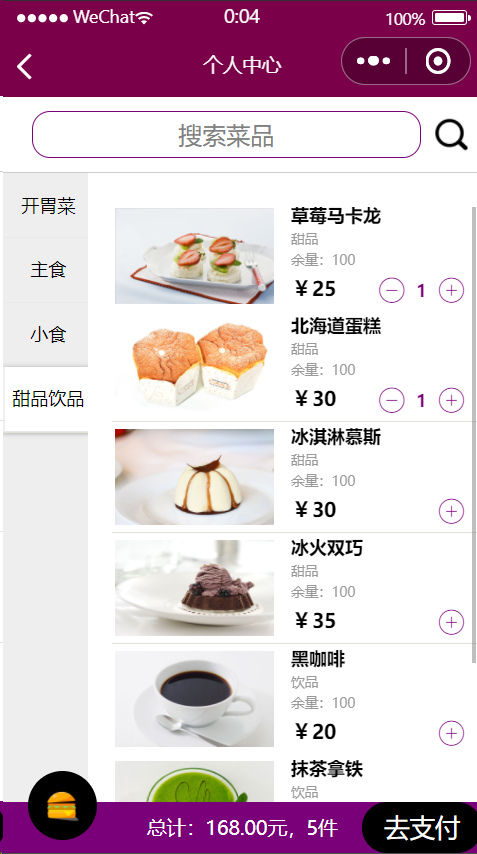 WeChat 0:04 100%
个人中心
搜索菜品
开胃菜
主食
小食
甜品饮品
草莓马卡龙
甜品
余量：100
￥25
1
北海道蛋糕
甜品
余量：100
￥30
1
冰淇淋慕斯
甜品
余量：100
￥30
冰火双巧
甜品
余量：100
￥35
黑咖啡
饮品
余量：100
￥20
抹茶拿铁
饮品
总计：168.00元，5件
去支付